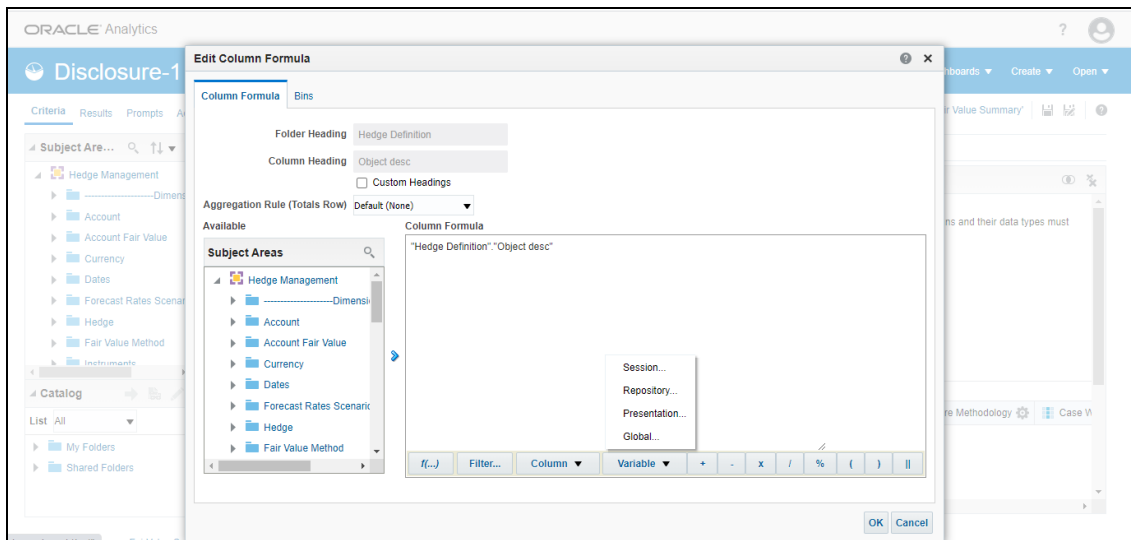 ORACLE Analytics
?
Disclosure-1
hboards ▼ Create ▼ Open ▼
Criteria Results Prompts
ir Value Summary'
Subject Are...
Hedge Management
----------------------Dimens
Account
Account Fair Value
Currency
Dates
Forecast Rates Scenar
Hedge
Fair Value Method
Instruments
Catalog
List All
My Folders
Shared Folders
Edit Column Formula
Column Formula Bins
Folder Heading Hedge Definition
Column Heading Object desc
Custom Headings
Aggregation Rule (Totals Row) Default (None)
Available
Column Formula
Subject Areas
"Hedge Definition"."Object desc"
Hedge Management
----------------------Dimensi
Account
Account Fair Value
Currency
Dates
Forecast Rates Scenario
Hedge
Fair Value Method
Session...
Repository...
Presentation...
Global...
f(...) Filter... Column ▼ Variable ▼ + - x / % ( ) ||
OK Cancel
ns and their data types must
re Methodology
Case W